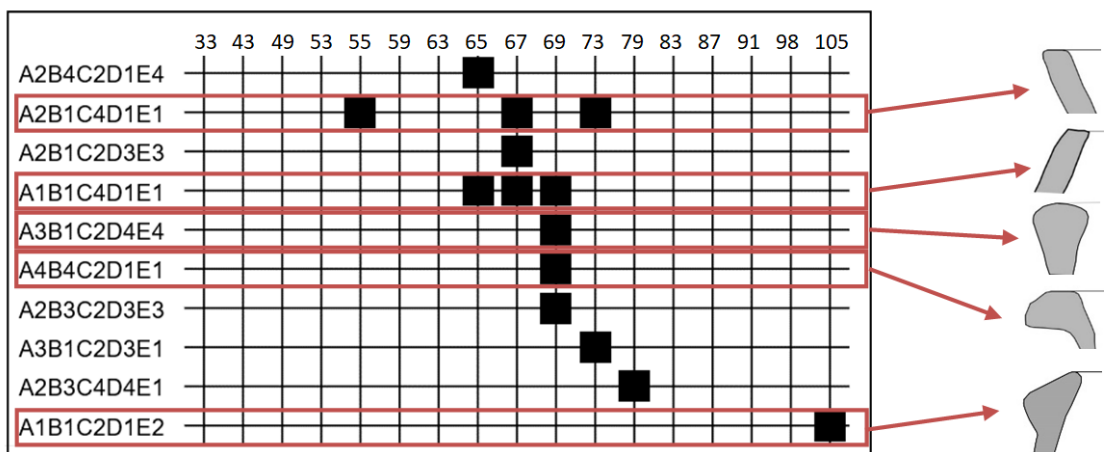 33 43 49 53 55 59 63 65 67 69 73 79 83 87 91 98 105
A2B4C2D1E4
A2B1C4D1E1
A2B1C2D3E3
A1B1C4D1E1
A3B1C2D4E4
A4B4C2D1E1
A2B3C2D3E3
A3B1C2D3E1
A2B3C4D4E1
A1B1C2D1E2